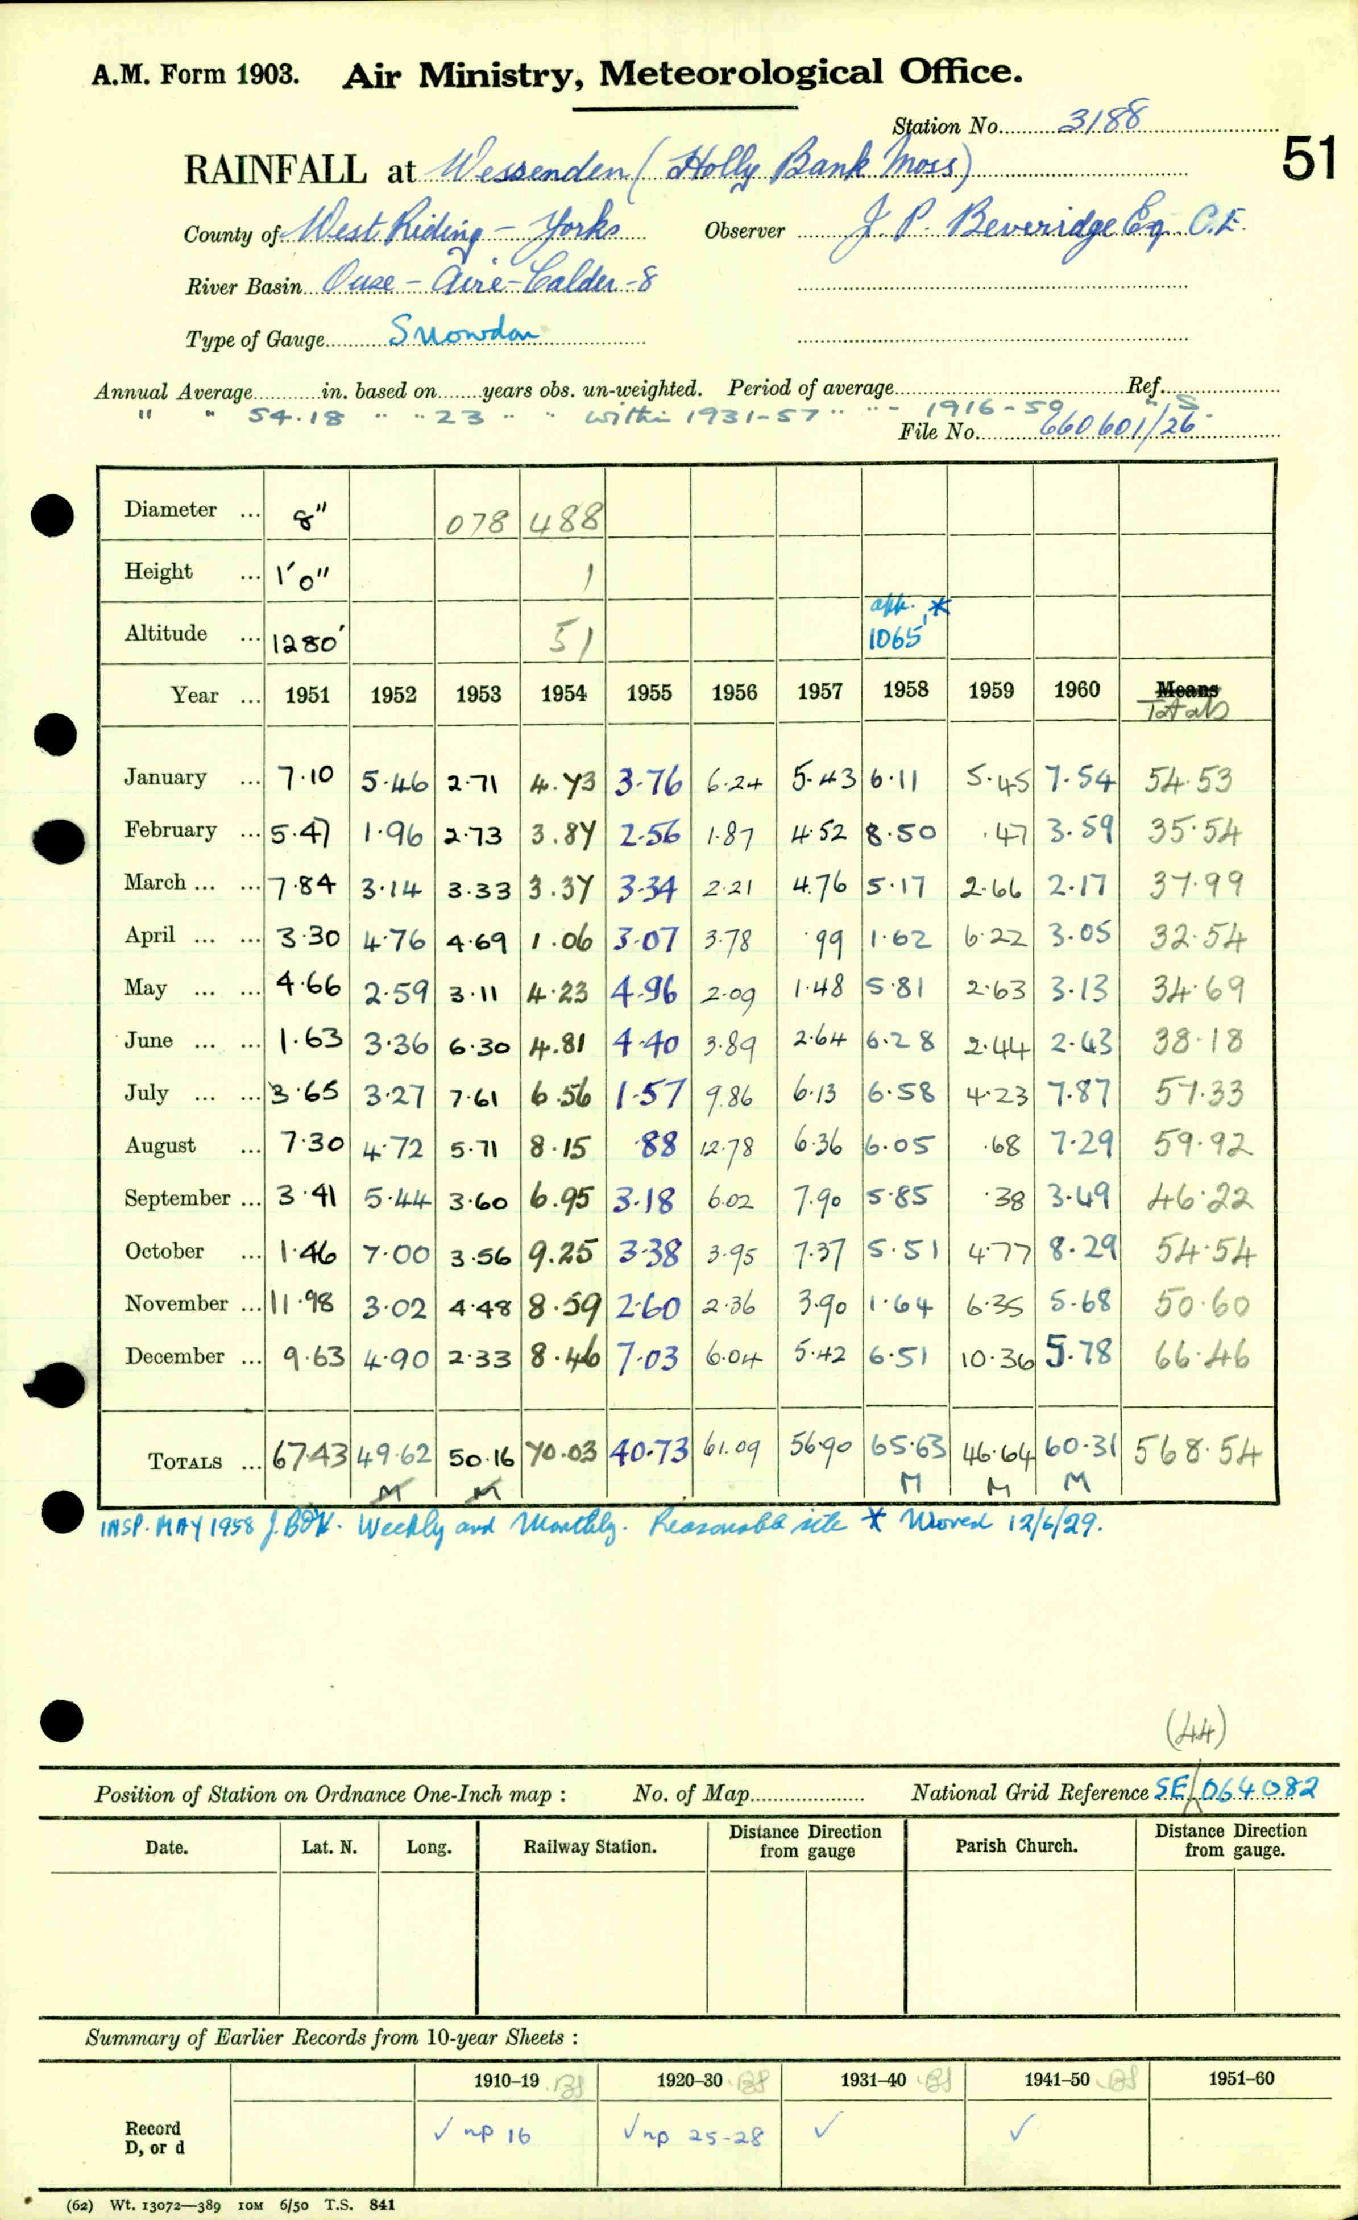 A.M. Form 1903. Air Ministry, Meteorological Office.
Station No. 3188
51
RAINFALL at Wessenden (Holly Bank Moss)
County of West Riding - Yorks Observer J. P. Beveridge Esq. C.E.
River Basin Ouse - Aire - Calder - 8
Type of Gauge Snowdon
Annual Average in. based on years obs. un-weighted. Period of average Ref.
" " 54.18 " " 23 " " within 1931-57 " " - 1916-50 " S.
File No. 660601/26
Diameter ... 8" 078 488
Height ... 1'0" 1
app. *
Altitude ... 1280' 51 1065'
Year ... 1951 1952 1953 1954 1955 1956 1957 1958 1959 1960 Means
Totals
January ... 7.10 5.46 2.71 4.73 3.76 6.24 5.43 6.11 5.45 7.54 54.53
February ... 5.47 1.96 2.73 3.87 2.56 1.87 4.52 8.50 .47 3.59 35.54
March ... ... 7.84 3.14 3.33 3.37 3.34 2.21 4.76 5.17 2.66 2.17 37.99
April ... ... 3.30 4.76 4.69 1.06 3.07 3.78 .99 1.62 6.22 3.05 32.54
May ... ... 4.66 2.59 3.11 4.23 4.96 2.09 1.48 5.81 2.63 3.13 34.69
June ... ... 1.63 3.36 6.30 4.81 4.40 3.89 2.64 6.28 2.44 2.43 38.18
July ... ... 3.65 3.27 7.61 6.56 1.57 9.86 6.13 6.58 4.23 7.87 57.33
August ... 7.30 4.72 5.71 8.15 .88 12.78 6.36 6.05 .68 7.29 59.92
September ... 3.41 5.44 3.60 6.95 3.18 6.02 7.90 5.85 .38 3.49 46.22
October ... 1.46 7.00 3.56 9.25 3.38 3.95 7.37 5.51 4.77 8.29 54.54
November ... 11.98 3.02 4.48 8.59 2.60 2.36 3.90 1.64 6.35 5.68 50.60
December ... 9.63 4.90 2.33 8.46 7.03 6.04 5.42 6.51 10.36 5.78 66.46
TOTALS ... 67.43 49.62 50.16 70.03 40.73 61.09 56.90 65.63 46.64 60.31 568.54
M M M M M
INSP. MAY 1958 Weekly and Monthly. Reasonable site * Moved 12/6/29.
(44)
Position of Station on Ordnance One-Inch map : No. of Map National Grid Reference SE/064082
Date. Lat. N. Long. Railway Station. Distance Direction from gauge Parish Church. Distance Direction from gauge.
Summary of Earlier Records from 10-year Sheets :
1910–19 1920–30 1931–40 1941–50 1951–60
Record D, or d ✓ np 16 ✓ np 25-28 ✓ ✓
(62) Wt. 13072—389 10M 6/50 T.S. 841